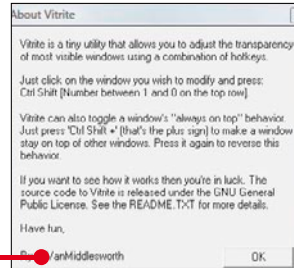 About Vitrite
Vitrite is a tiny utility that allows you to adjust the transparency
of most visible windows using a combination of hotkeys.
Just click on the window you wish to modify and press:
Ctrl Shift [Number between 1 and 0 on the top row]
Vitrite can also toggle a window's "always on top" behavior.
Just press 'Ctrl Shift +' (that's the plus sign) to make a window
stay on top of other windows. Press it again to reverse this
behavior.
If you want to see how it works then you're in luck. The
source code to Vitrite is released under the GNU General
Public License. See the README.TXT for more details.
Have fun,
VanMiddlesworth
OK